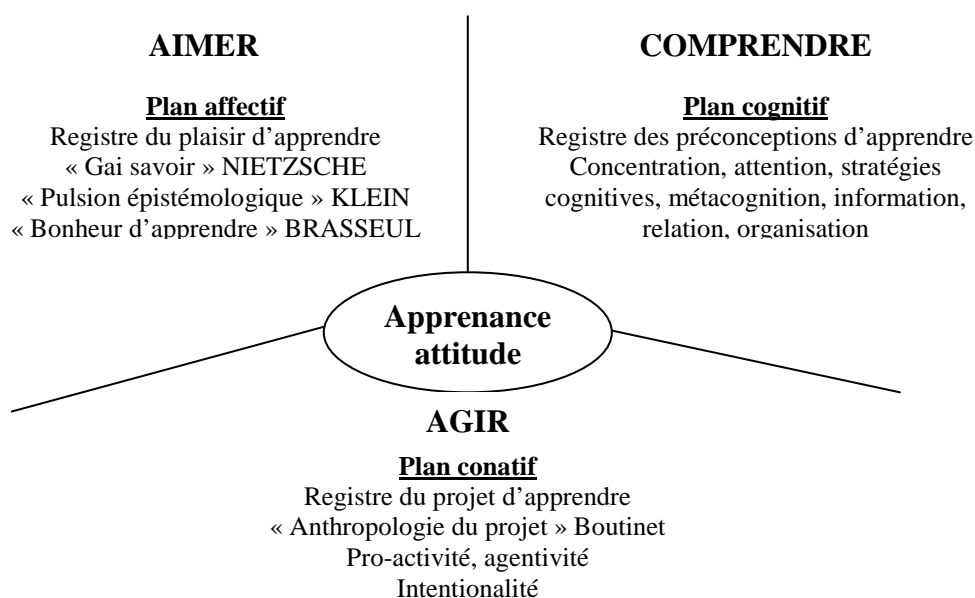 AIMER
Plan affectif
Registre du plaisir d’apprendre
« Gai savoir » NIETZSCHE
« Pulsion épistémologique » KLEIN
« Bonheur d’apprendre » BRASSEUL
COMPRENDRE
Plan cognitif
Registre des préconceptions d’apprendre
Concentration, attention, stratégies
cognitives, métacognition, information,
relation, organisation
Apprenance
attitude
AGIR
Plan conatif
Registre du projet d’apprendre
« Anthropologie du projet » Boutinet
Pro-activité, agentivité
Intentionalité